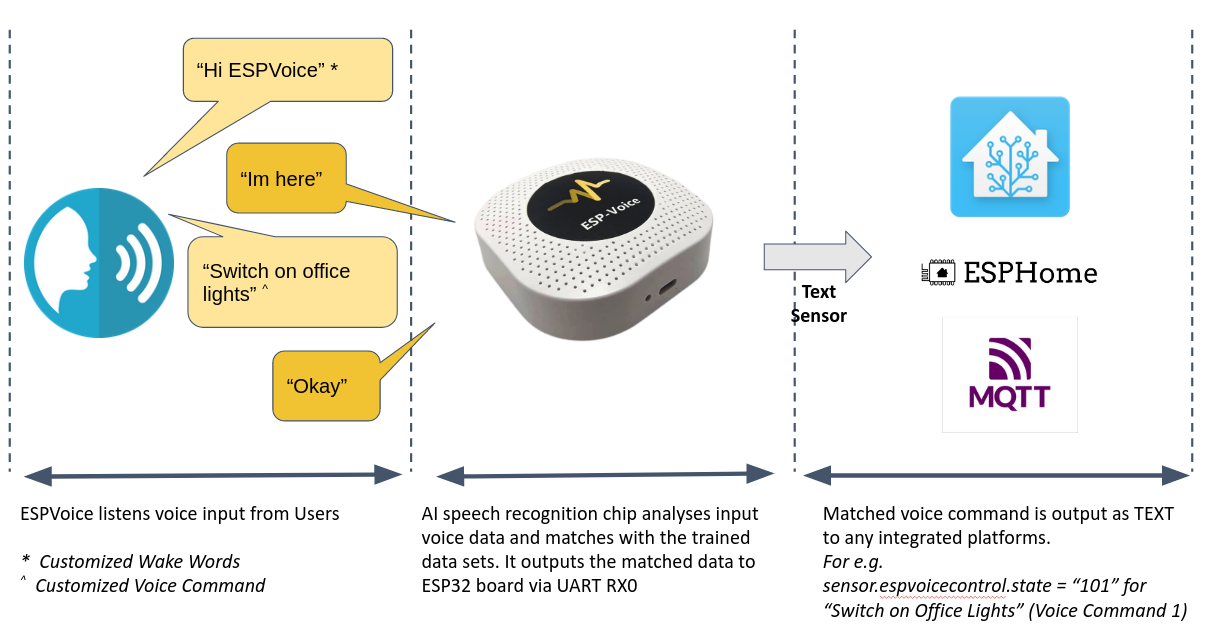 “Hi ESPVoice” *
“Im here”
“Switch on office
lights” ^
“Okay”
ESP-Voice
Text
Sensor
ESPHome
MQTT
ESPVoice listens voice input from Users
* Customized Wake Words
^ Customized Voice Command
AI speech recognition chip analyses input
voice data and matches with the trained
data sets. It outputs the matched data to
ESP32 board via UART RX0
Matched voice command is output as TEXT
to any integrated platforms.
For e.g.
sensor.espvoicecontrol.state = “101” for
“Switch on Office Lights” (Voice Command 1)